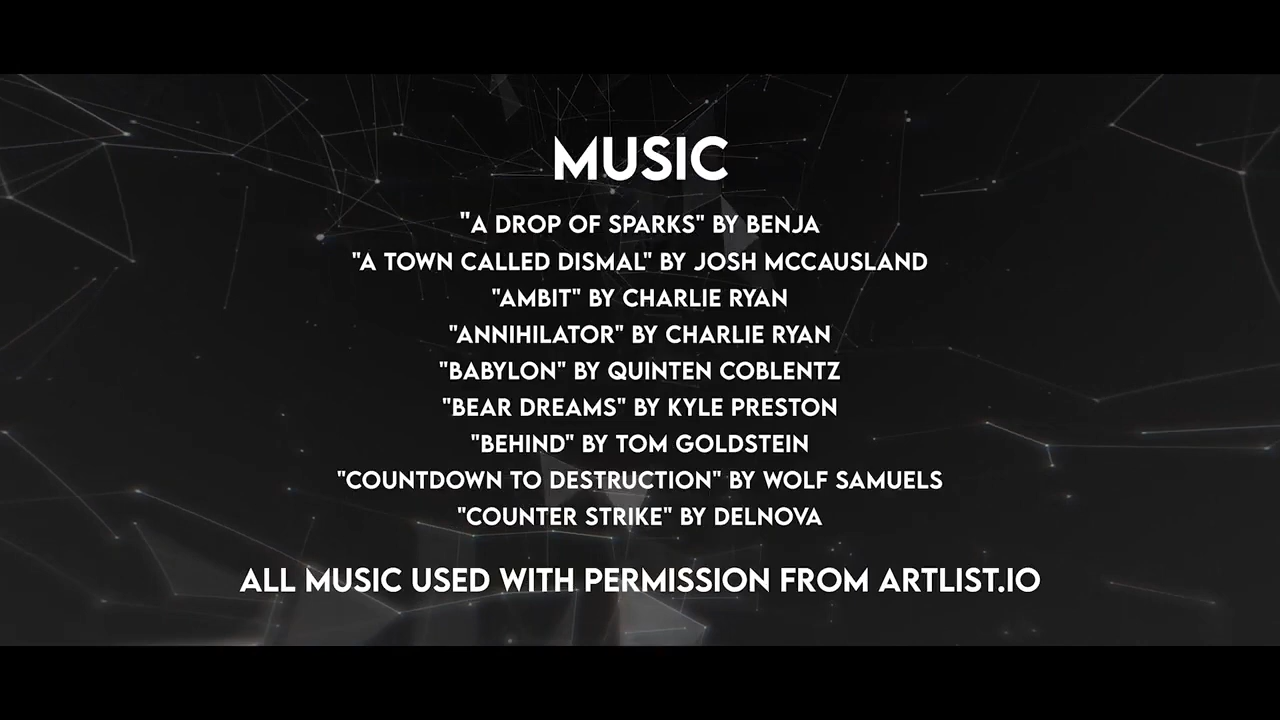 MUSIC
"A DROP OF SPARKS" BY BENJA
"A TOWN CALLED DISMAL" BY JOSH MCCAUSLAND
"AMBIT" BY CHARLIE RYAN
"ANNIHILATOR" BY CHARLIE RYAN
"BABYLON" BY QUINTEN COBLENTZ
"BEAR DREAMS" BY KYLE PRESTON
"BEHIND" BY TOM GOLDSTEIN
"COUNTDOWN TO DESTRUCTION" BY WOLF SAMUELS
"COUNTER STRIKE" BY DELNOVA
ALL MUSIC USED WITH PERMISSION FROM ARTLIST.IO